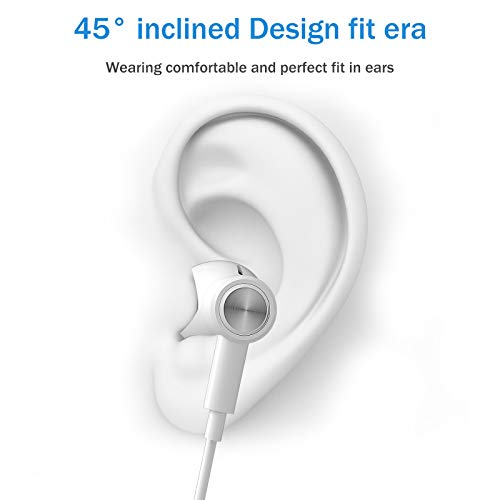 45° inclined Design fit era
Wearing comfortable and perfect fit in ears